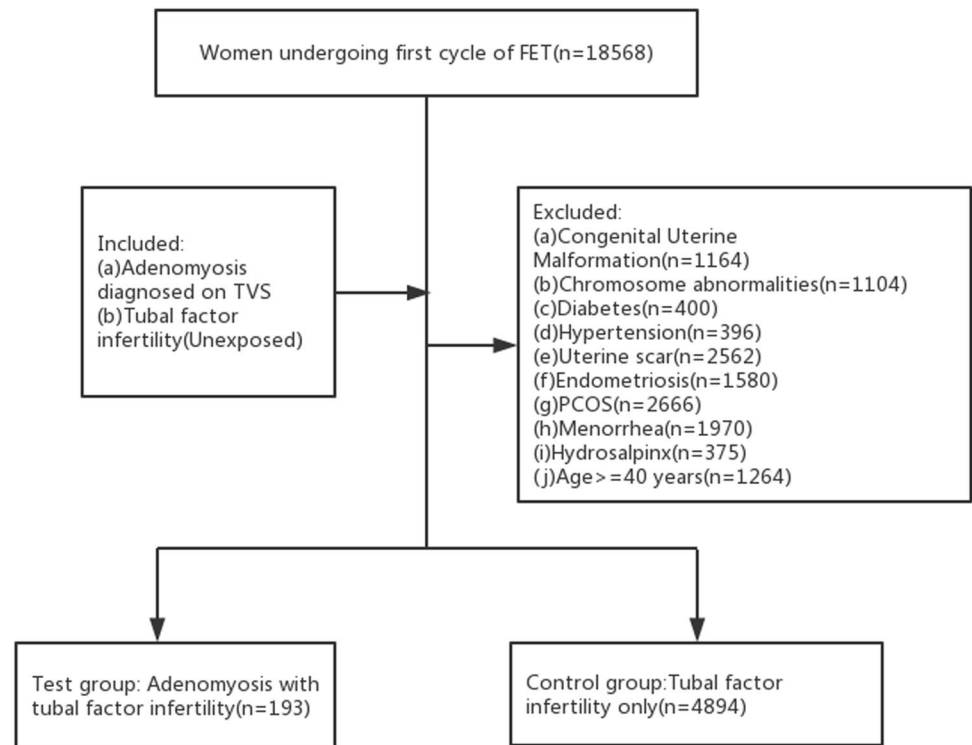 Women undergoing first cycle of FET(n=18568)
Included:
(a)Adenomyosis
diagnosed on TVS
(b)Tubal factor
infertility(Unexposed)
Excluded:
(a)Congenital Uterine
Malformation(n=1164)
(b)Chromosome abnormalities(n=1104)
(c)Diabetes(n=400)
(d)Hypertension(n=396)
(e)Uterine scar(n=2562)
(f)Endometriosis(n=1580)
(g)PCOS(n=2666)
(h)Menorrhea(n=1970)
(i)Hydrosalpinx(n=375)
(j)Age>=40 years(n=1264)
Test group: Adenomyosis with
tubal factor infertility(n=193)
Control group:Tubal factor
infertility only(n=4894)